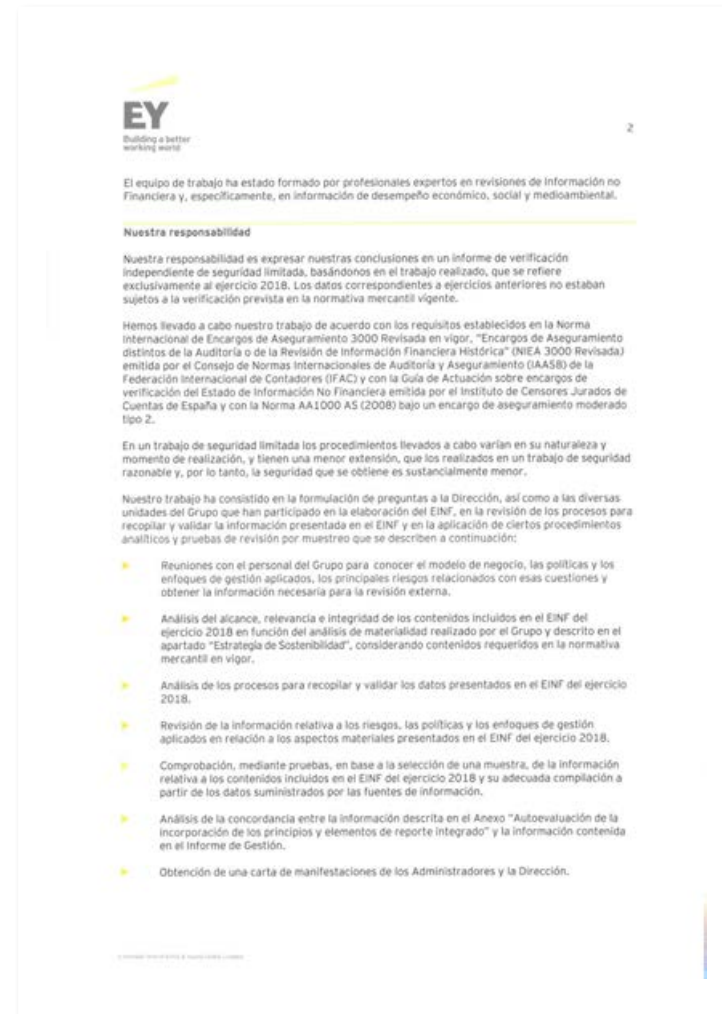 EY
Building a better
working world
2
El equipo de trabajo ha estado formado por profesionales expertos en revisiones de Información no
Financiera y, específicamente, en información de desempeño económico, social y medioambiental.
Nuestra responsabilidad
Nuestra responsabilidad es expresar nuestras conclusiones en un informe de verificación
independiente de seguridad limitada, basándonos en el trabajo realizado, que se refiere
exclusivamente al ejercicio 2018. Los datos correspondientes a ejercicios anteriores no estaban
sujetos a la verificación prevista en la normativa mercantil vigente.
Hemos llevado a cabo nuestro trabajo de acuerdo con los requisitos establecidos en la Norma
Internacional de Encargos de Aseguramiento 3000 Revisada en vigor, "Encargos de Aseguramiento
distintos de la Auditoría o de la Revisión de Información Financiera Histórica" (NIEA 3000 Revisada)
emitida por el Consejo de Normas Internacionales de Auditoría y Aseguramiento (IAASB) de la
Federación Internacional de Contadores (IFAC) y con la Guía de Actuación sobre encargos de
verificación del Estado de Información No Financiera emitida por el Instituto de Censores Jurados de
Cuentas de España y con la Norma AA1000 AS (2008) bajo un encargo de aseguramiento moderado
tipo 2.
En un trabajo de seguridad limitada los procedimientos llevados a cabo varían en su naturaleza y
momento de realización, y tienen una menor extensión, que los realizados en un trabajo de seguridad
razonable y, por lo tanto, la seguridad que se obtiene es sustancialmente menor.
Nuestro trabajo ha consistido en la formulación de preguntas a la Dirección, así como a las diversas
unidades del Grupo que han participado en la elaboración del EINF, en la revisión de los procesos para
recopilar y validar la información presentada en el EINF y en la aplicación de ciertos procedimientos
analíticos y pruebas de revisión por muestreo que se describen a continuación:
Reuniones con el personal del Grupo para conocer el modelo de negocio, las políticas y los
enfoques de gestión aplicados, los principales riesgos relacionados con esas cuestiones y
obtener la información necesaria para la revisión externa.
Análisis del alcance, relevancia e integridad de los contenidos incluidos en el EINF del
ejercicio 2018 en función del análisis de materialidad realizado por el Grupo y descrito en el
apartado "Estrategia de Sostenibilidad", considerando contenidos requeridos en la normativa
mercantil en vigor.
Análisis de los procesos para recopilar y validar los datos presentados en el EINF del ejercicio
2018.
Revisión de la información relativa a los riesgos, las políticas y los enfoques de gestión
aplicados en relación a los aspectos materiales presentados en el EINF del ejercicio 2018.
Comprobación, mediante pruebas, en base a la selección de una muestra, de la información
relativa a los contenidos incluidos en el EINF del ejercicio 2018 y su adecuada compilación a
partir de los datos suministrados por las fuentes de información.
Análisis de la concordancia entre la información descrita en el Anexo "Autoevaluación de la
incorporación de los principios y elementos de reporte integrado" y la información contenida
en el Informe de Gestión.
Obtención de una carta de manifestaciones de los Administradores y la Dirección.